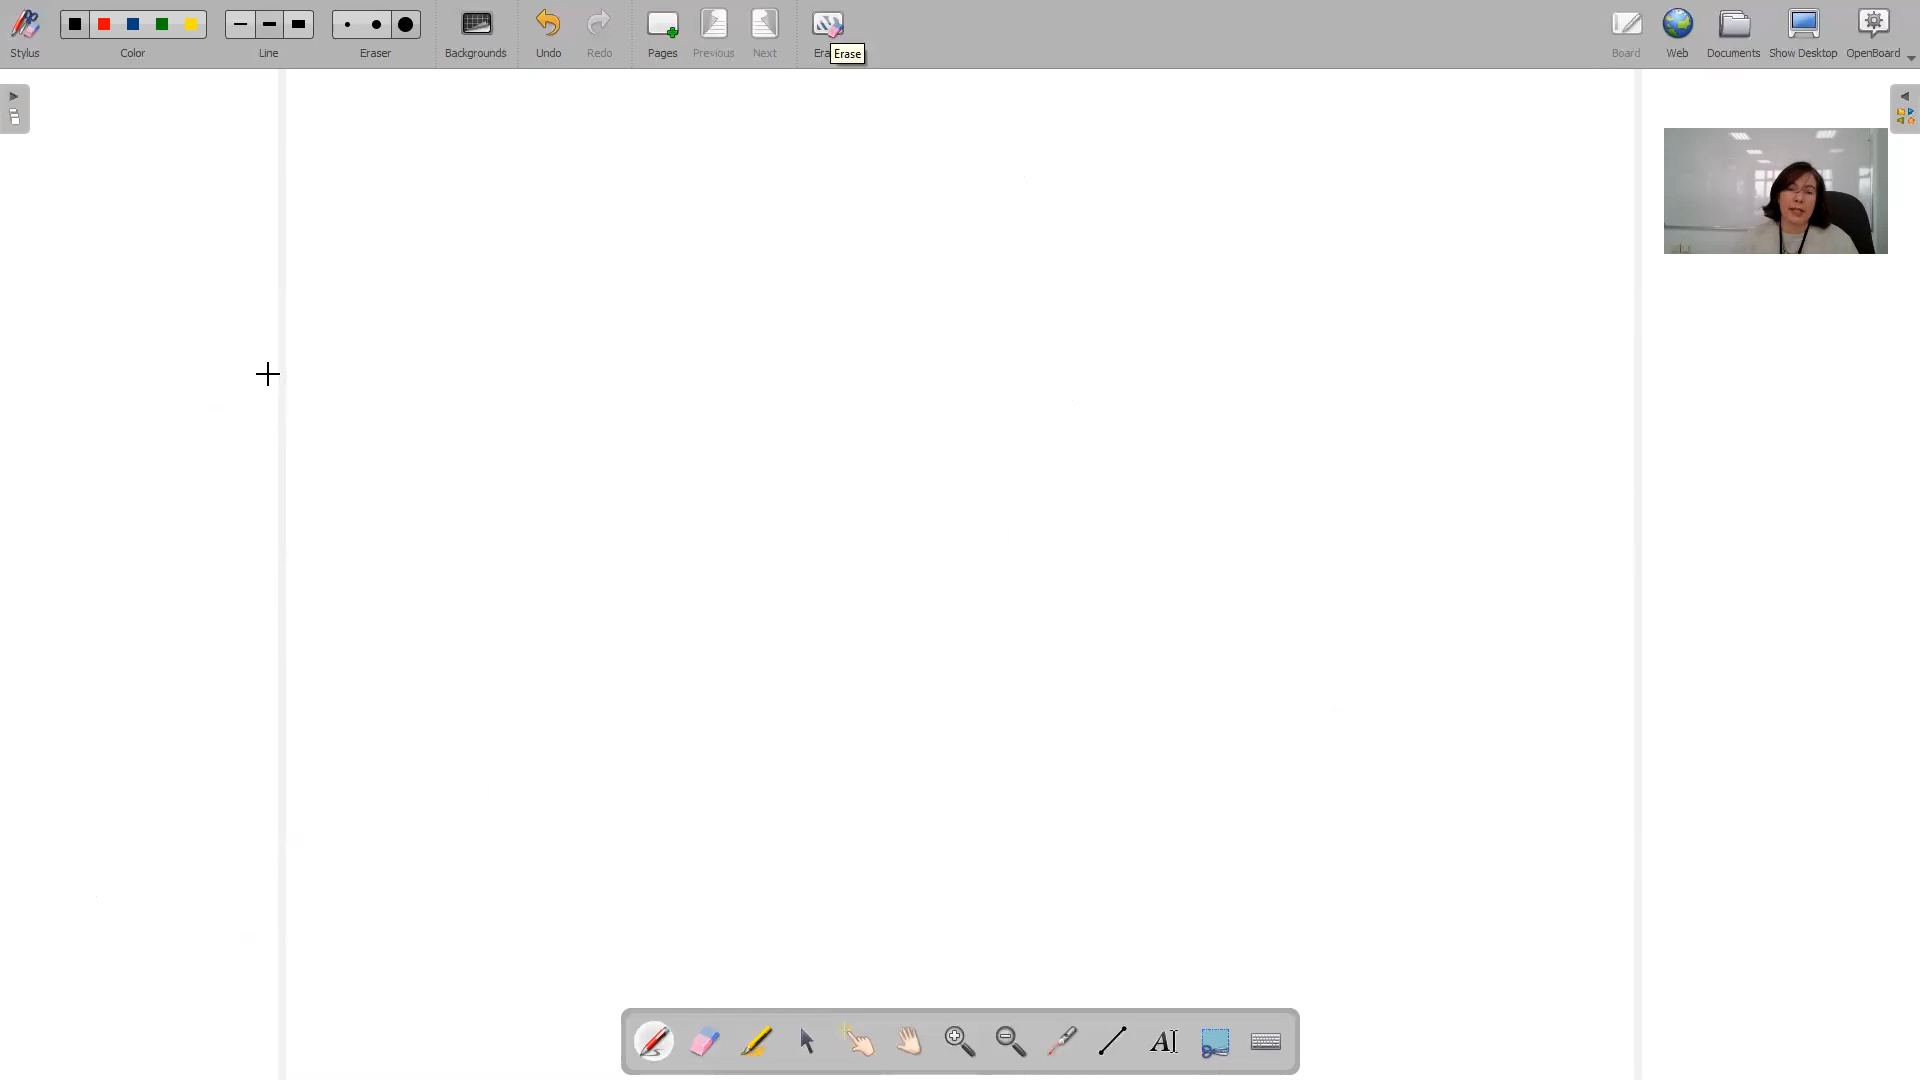 Stylus Color Line Eraser Backgrounds Undo Redo Pages Previous Next Era Board Web Documents Show Desktop OpenBoard
Erase
A